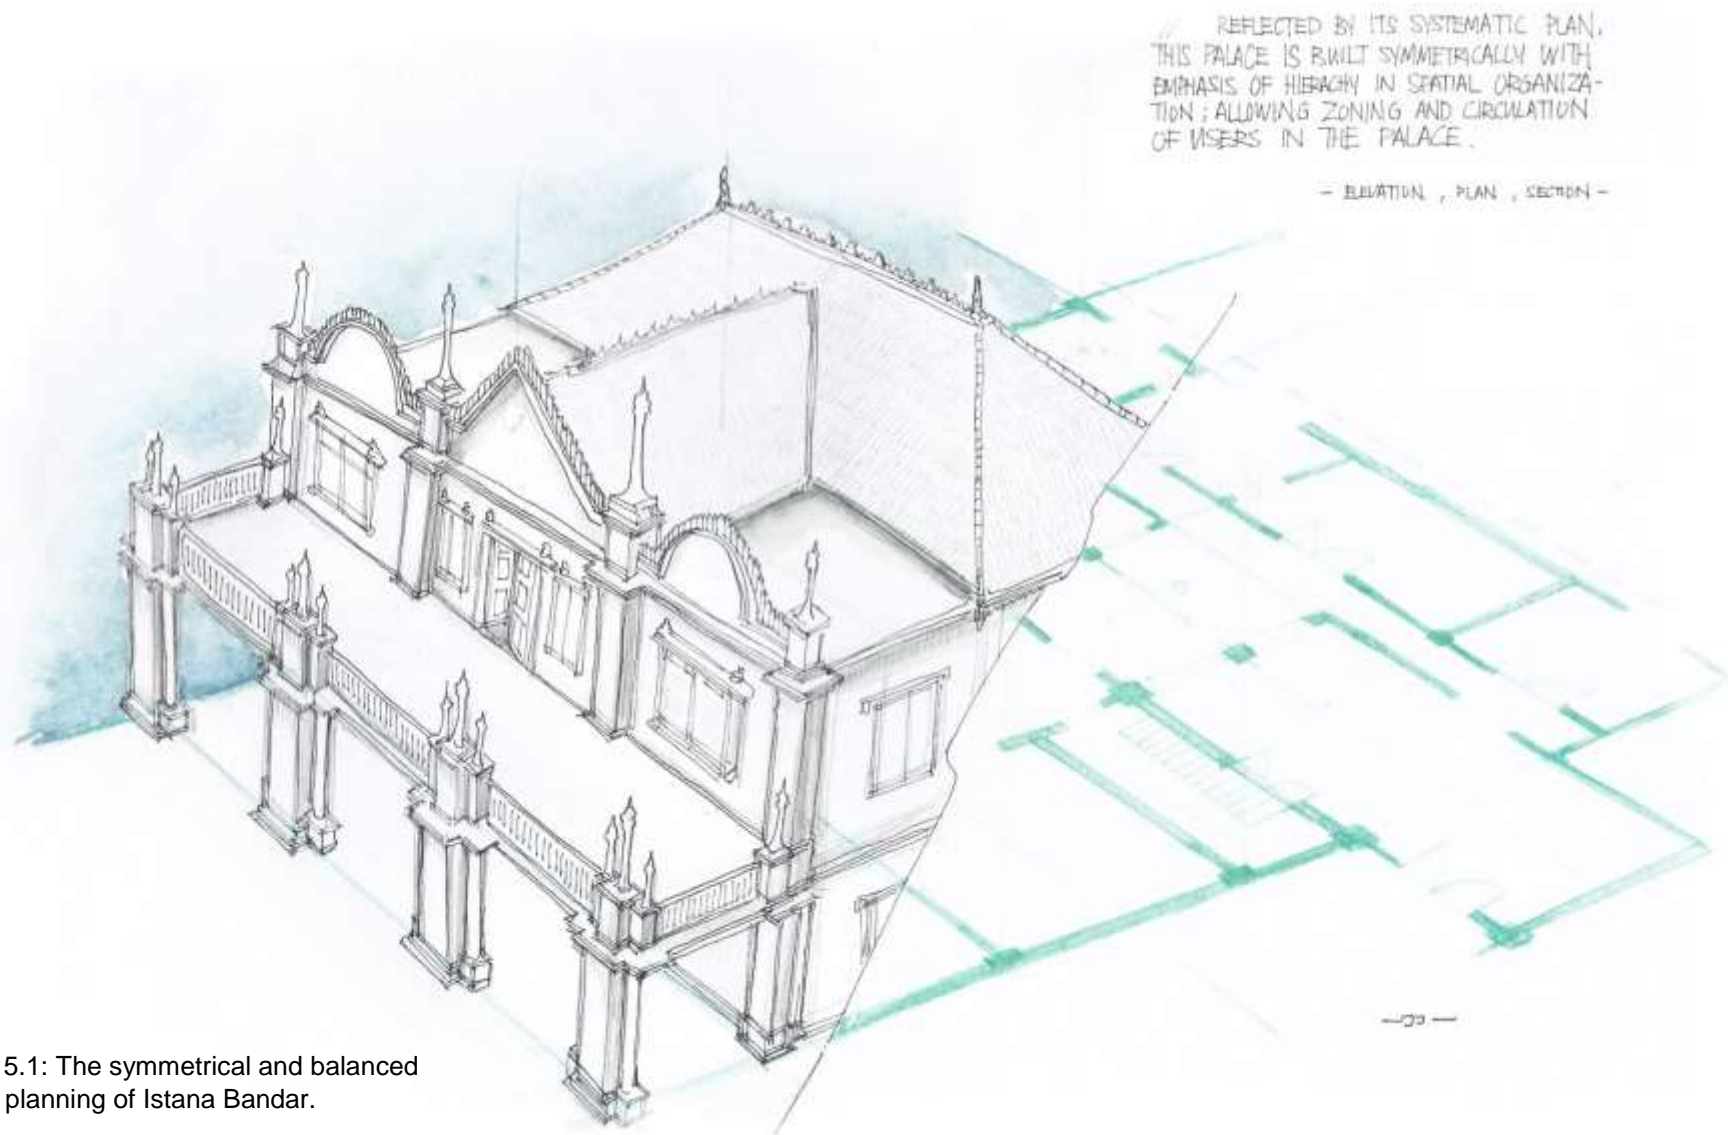 REFLECTED BY ITS SYSTEMATIC PLAN,
THIS PALACE IS BUILT SYMMETRICALLY WITH
EMPHASIS OF HIERACHY IN SPATIAL ORGANIZA-
TION ; ALLOWING ZONING AND CIRCULATION
OF USERS IN THE PALACE.
- ELEVATION , PLAN , SECTION -
5.1: The symmetrical and balanced
planning of Istana Bandar.